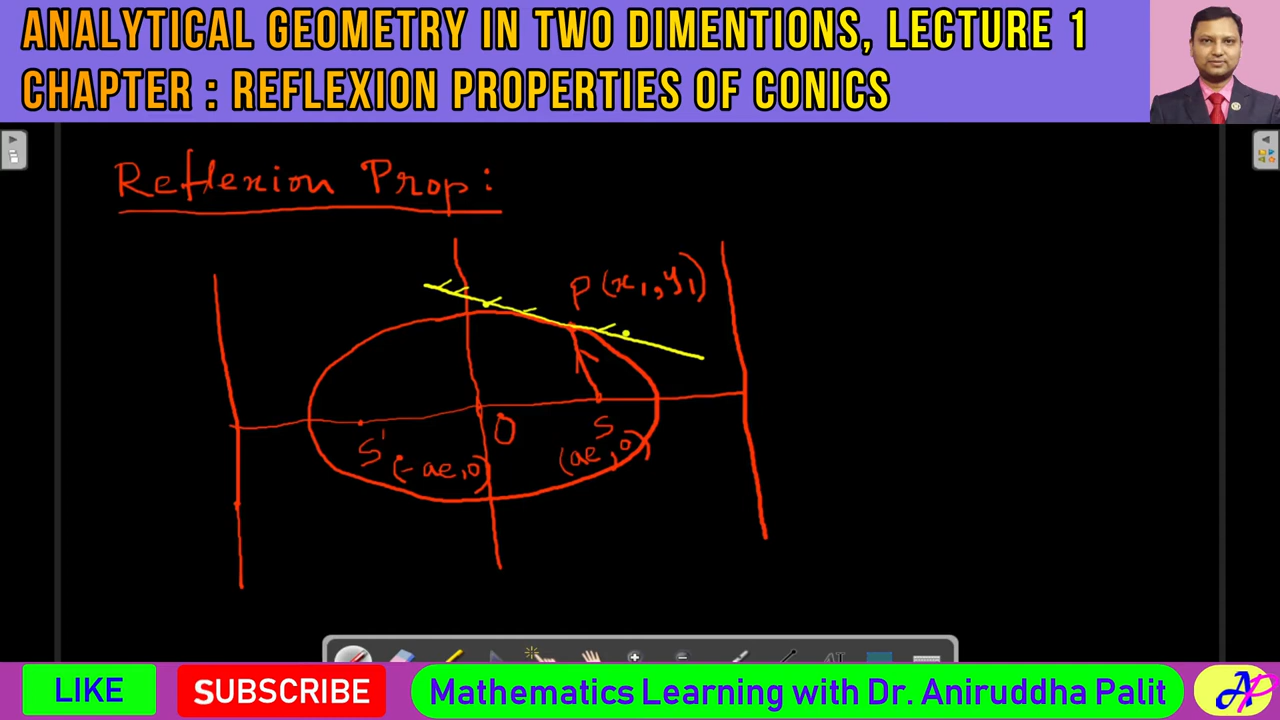 ANALYTICAL GEOMETRY IN TWO DIMENTIONS, LECTURE 1
CHAPTER : REFLEXION PROPERTIES OF CONICS
Reflexion Prop:
P(x₁,y₁)
O
S
S'
(-ae,0)
(ae,0)
LIKE
SUBSCRIBE
Mathematics Learning with Dr. Aniruddha Palit
AP